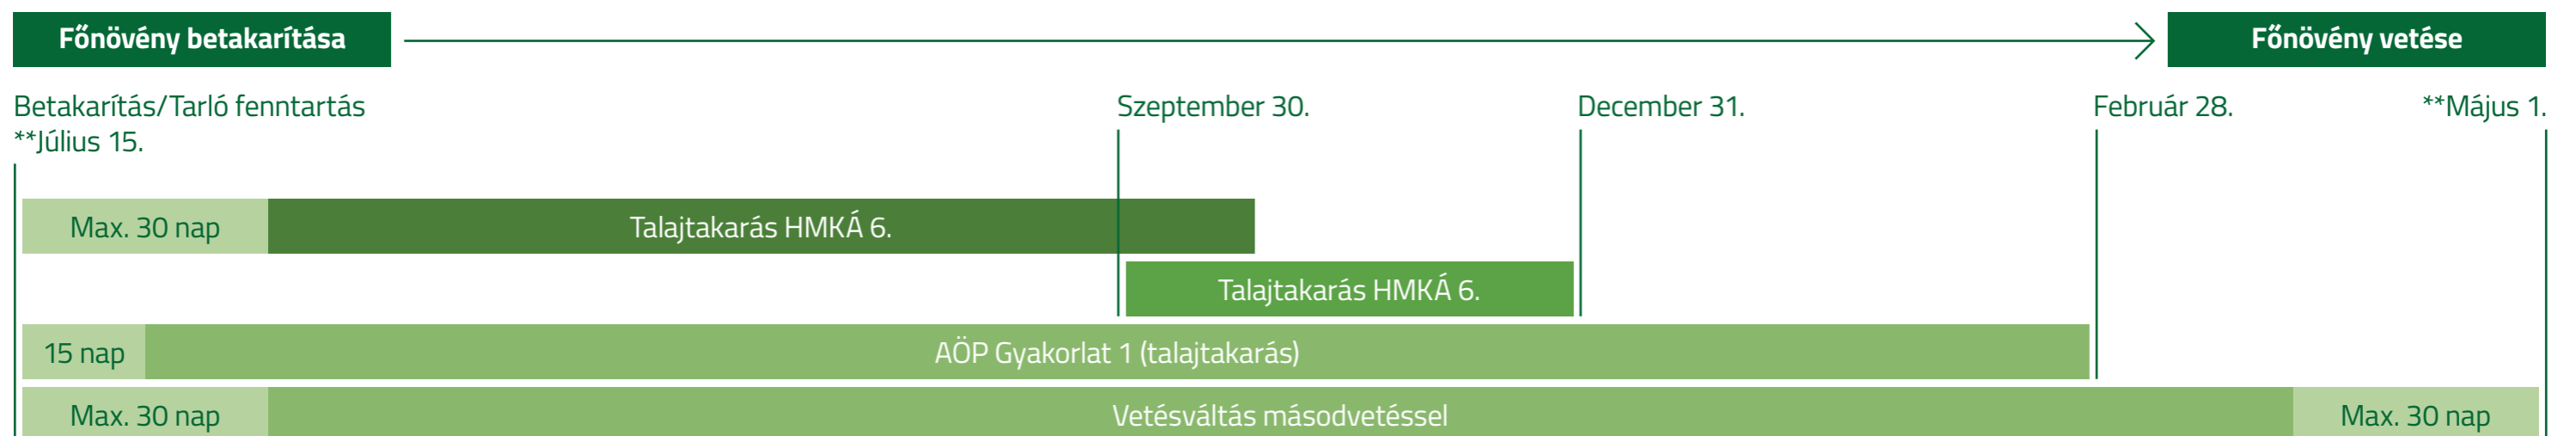 Főnövény betakarítása
Főnövény vetése
Betakarítás/Tarló fenntartás
**Július 15.
Szeptember 30.
December 31.
Február 28.
**Május 1.
Max. 30 nap
Talajtakarás HMKÁ 6.
Talajtakarás HMKÁ 6.
15 nap
AÖP Gyakorlat 1 (talajtakarás)
Max. 30 nap
Vetésváltás másodvetéssel
Max. 30 nap